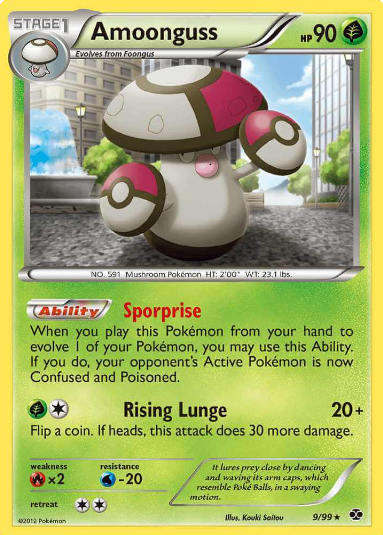 STAGE1
Amoonguss
HP 90
Evolves from Foongus
NO. 591 Mushroom Pokémon HT: 2'00" WT: 23.1 lbs.
Ability Sporprise
When you play this Pokémon from your hand to
evolve 1 of your Pokémon, you may use this Ability.
If you do, your opponent's Active Pokémon is now
Confused and Poisoned.
Rising Lunge 20+
Flip a coin. If heads, this attack does 30 more damage.
weakness resistance
×2 -20
retreat
It lures prey close by dancing
and waving its arm caps, which
resemble Poké Balls, in a swaying
motion.
©2012 Pokémon
Illus. Kouki Saitou 9/99★